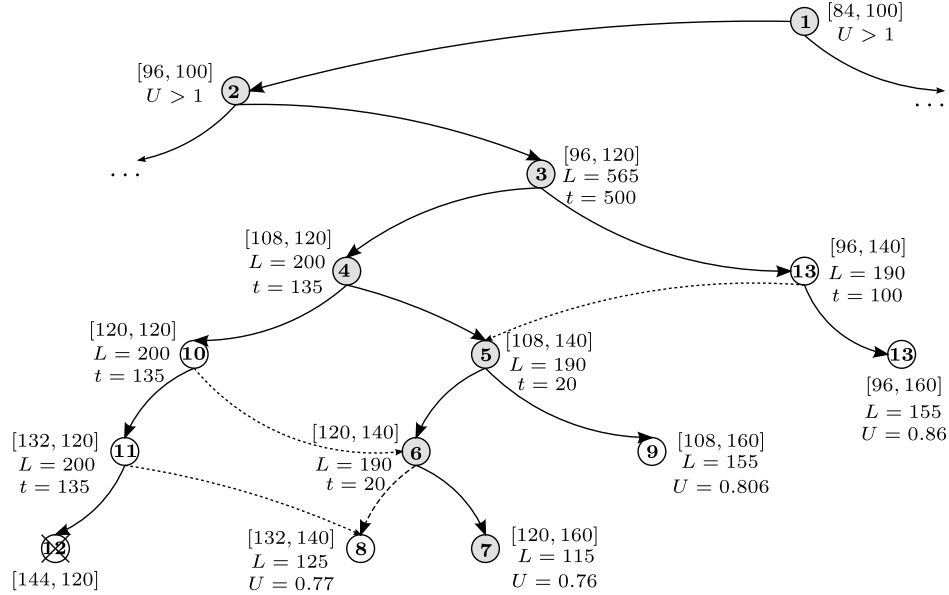 1
[84, 100]
U > 1
[96, 100]
U > 1
2
. . .
. . .
3
[96, 120]
L = 565
t = 500
[108, 120]
L = 200
t = 135
4
13
[96, 140]
L = 190
t = 100
[120, 120]
L = 200
t = 135
10
5
[108, 140]
L = 190
t = 20
13
[96, 160]
L = 155
U = 0.86
[132, 120]
L = 200
t = 135
11
[120, 140]
L = 190
t = 20
6
9
[108, 160]
L = 155
U = 0.806
12
[144, 120]
[132, 140]
L = 125
U = 0.77
8
7
[120, 160]
L = 115
U = 0.76